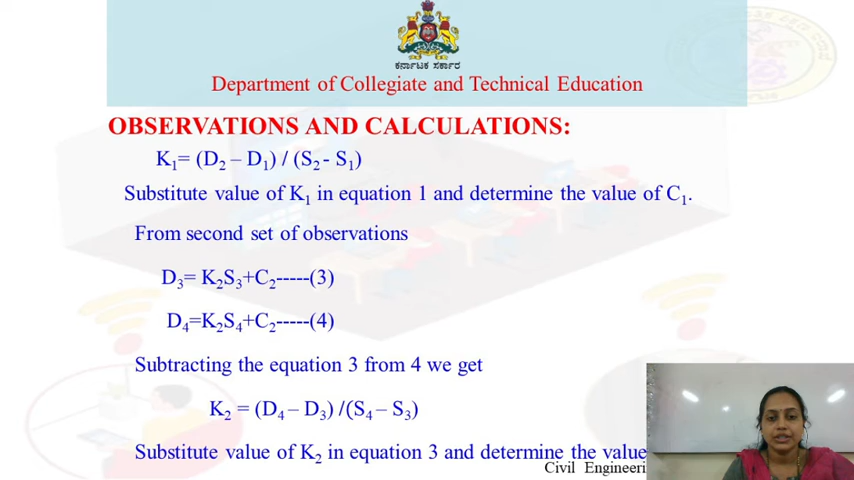 ಕರ್ನಾಟಕ ಸರ್ಕಾರ
Department of Collegiate and Technical Education
OBSERVATIONS AND CALCULATIONS:
K₁= (D₂ – D₁) / (S₂ - S₁)
Substitute value of K₁ in equation 1 and determine the value of C₁.
From second set of observations
D₃= K₂S₃+C₂-----(3)
D₄=K₂S₄+C₂-----(4)
Subtracting the equation 3 from 4 we get
K₂ = (D₄ – D₃) /(S₄ – S₃)
Substitute value of K₂ in equation 3 and determine the value
Civil Engineeri